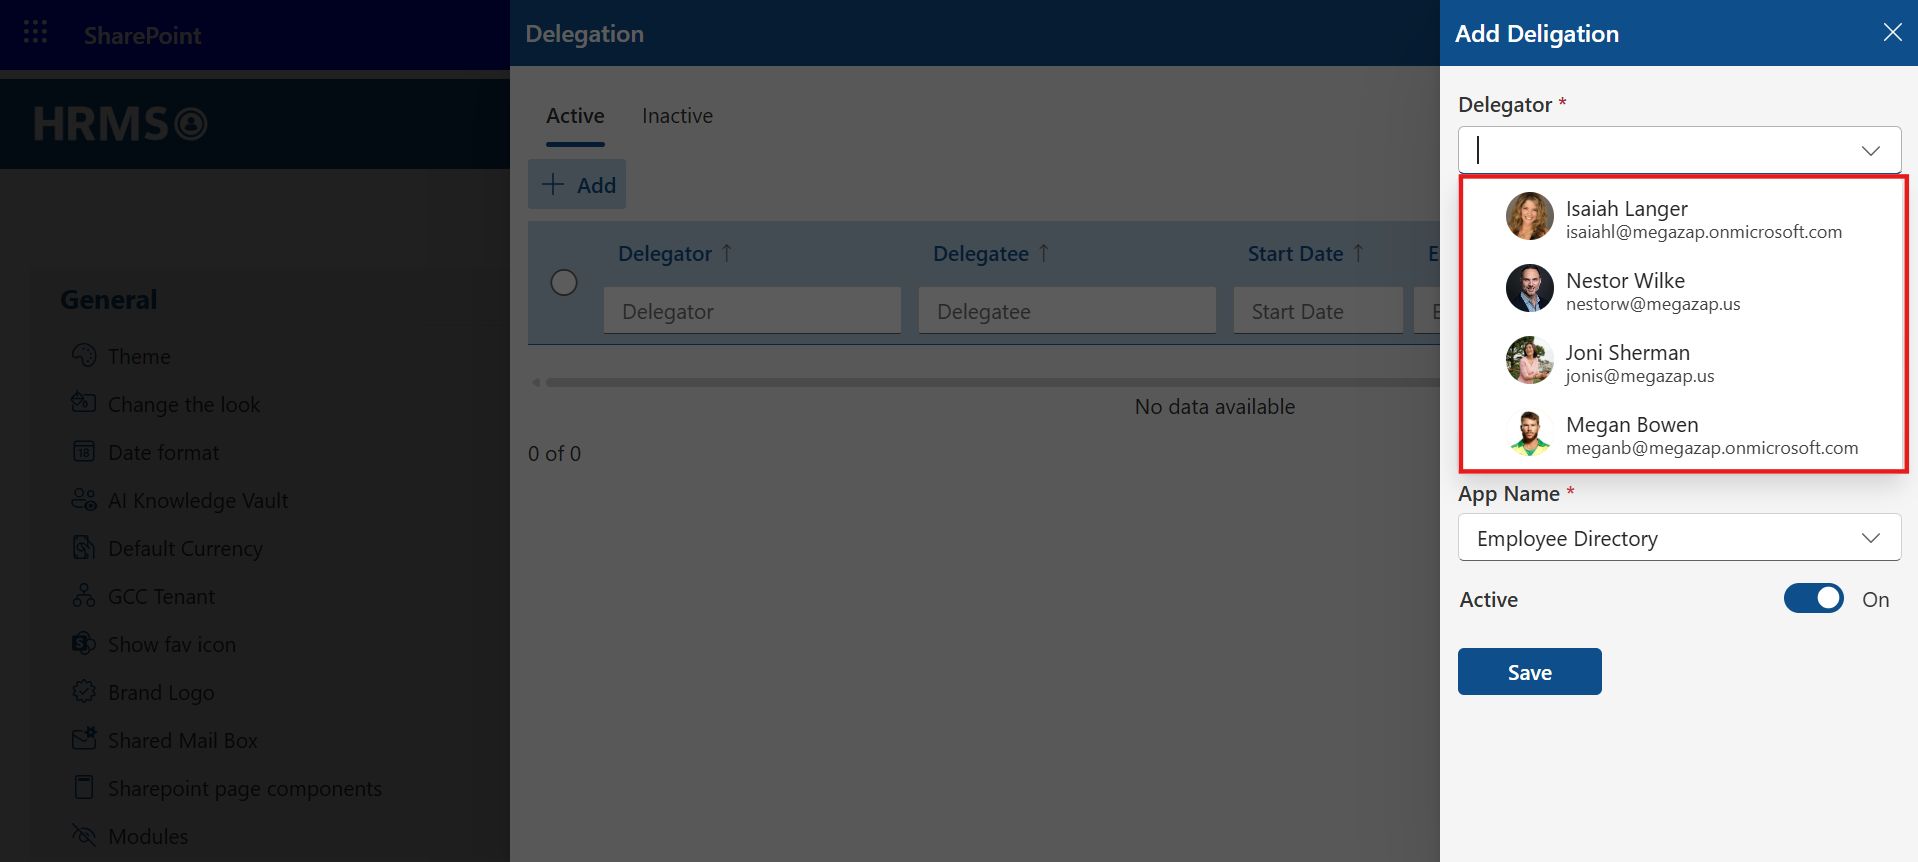 SharePoint
HRMS
General
Theme
Change the look
18
Date format
AI Knowledge Vault
Default Currency
GCC Tenant
S
Show fav icon
Brand Logo
Shared Mail Box
Sharepoint page components
Modules
Delegation
Active Inactive
Add
Delegator ↑ Delegatee ↑ Start Date ↑ E
Delegator Delegatee Start Date E
No data available
0 of 0
Add Deligation
Delegator *
Isaiah Langer
isaiahl@megazap.onmicrosoft.com
Nestor Wilke
nestorw@megazap.us
Joni Sherman
jonis@megazap.us
Megan Bowen
meganb@megazap.onmicrosoft.com
App Name *
Employee Directory
Active On
Save